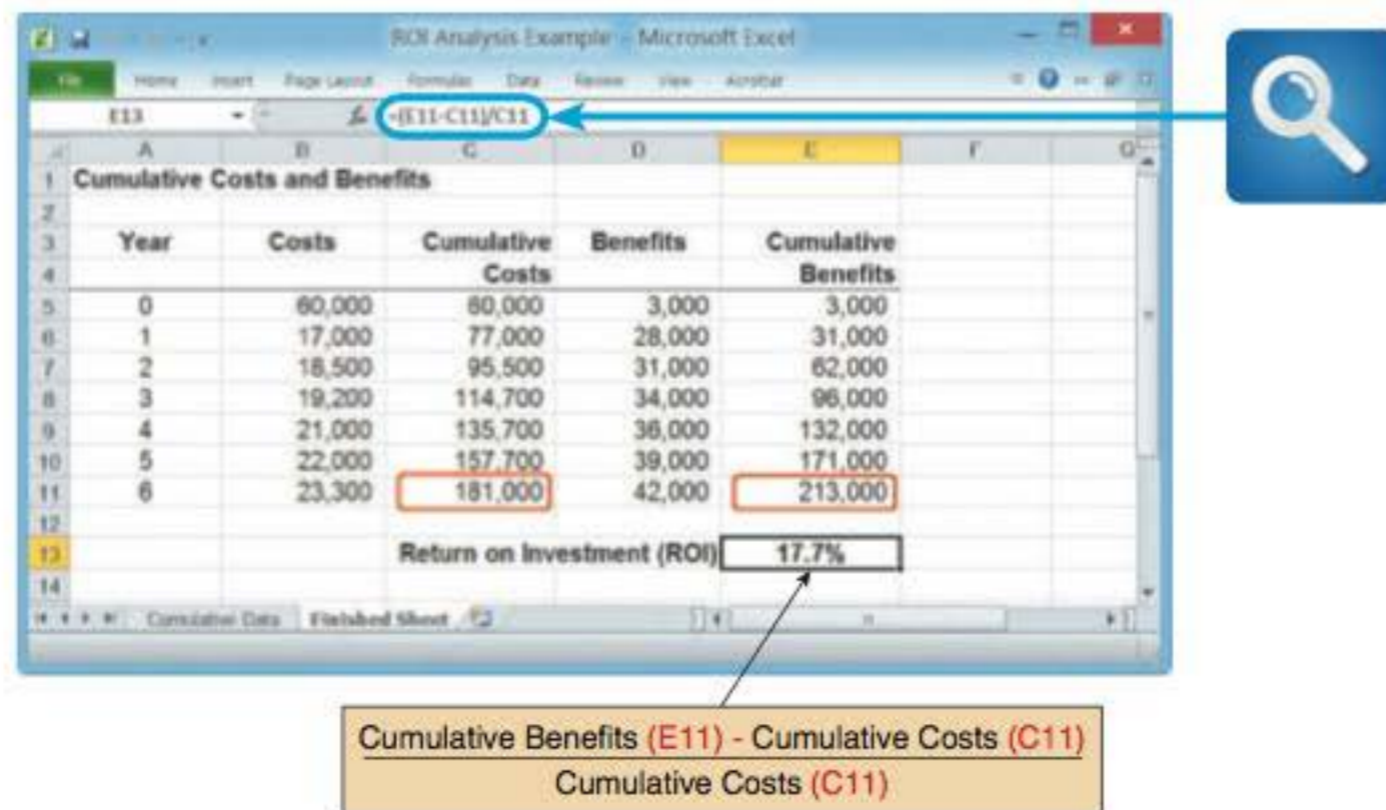 ROI Analysis Example - Microsoft Excel
File Home Insert Page Layout Formulas Data Review View Acrobat
E13 fx =(E11-C11)/C11
A B C D E F G
1 Cumulative Costs and Benefits
2
3 Year Costs Cumulative Benefits Cumulative
4 Costs Benefits
5 0 60,000 60,000 3,000 3,000
6 1 17,000 77,000 28,000 31,000
7 2 18,500 95,500 31,000 62,000
8 3 19,200 114,700 34,000 96,000
9 4 21,000 135,700 36,000 132,000
10 5 22,000 157,700 39,000 171,000
11 6 23,300 181,000 42,000 213,000
12
13 Return on Investment (ROI) 17.7%
14
Data Finished Sheet
Cumulative Benefits (E11) - Cumulative Costs (C11)
Cumulative Costs (C11)